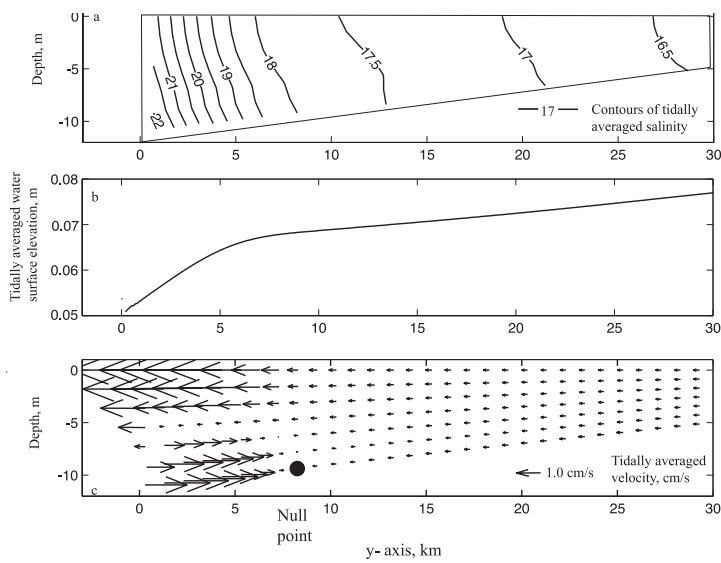 a
0
-5
-10
Depth, m
22
21
20
19
18
17.5
17
16.5
17
Contours of tidally
averaged salinity
0 5 10 15 20 25 30
0.08
0.07
0.06
0.05
b
Tidally averaged water
surface elevation, m
0 5 10 15 20 25 30
0
-5
-10
Depth, m
c
1.0 cm/s
Tidally averaged
velocity, cm/s
0 5 10 15 20 25 30
Null
point
y- axis, km